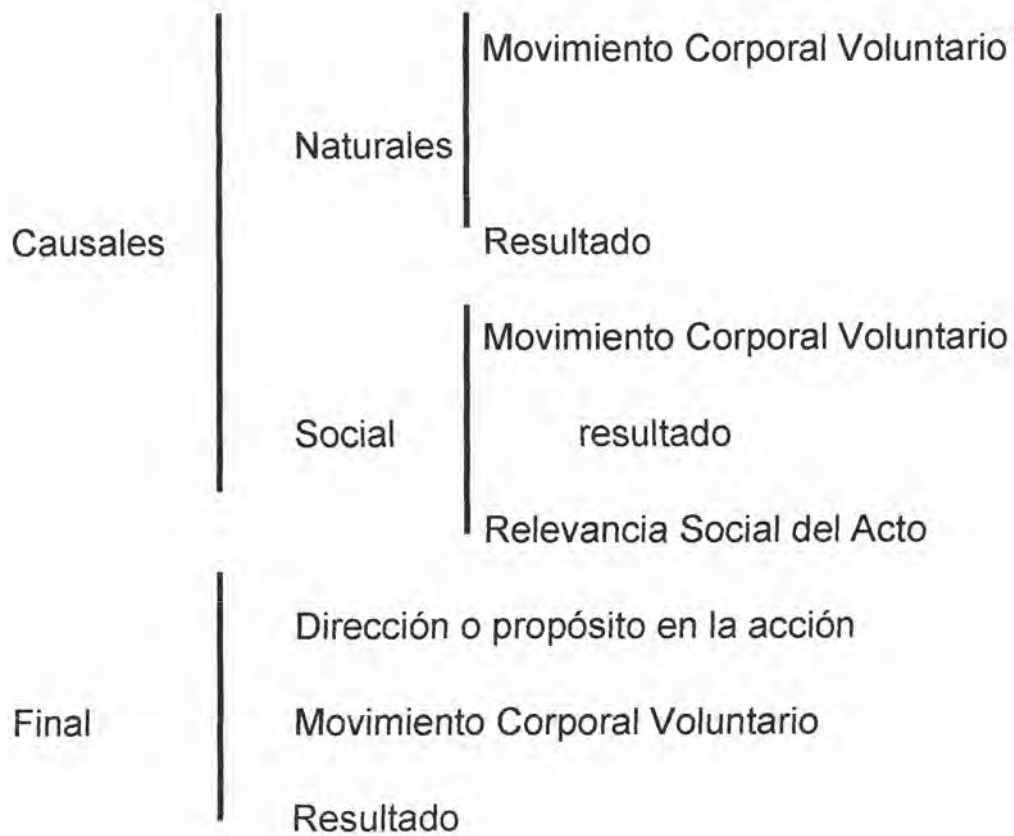 Movimiento Corporal Voluntario
Naturales
Causales
Resultado
Movimiento Corporal Voluntario
Social
resultado
Relevancia Social del Acto
Dirección o propósito en la acción
Final
Movimiento Corporal Voluntario
Resultado